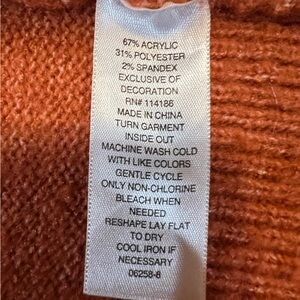 67% ACRYLIC
31% POLYESTER
2% SPANDEX
EXCLUSIVE OF
DECORATION
RN# 114186
MADE IN CHINA
TURN GARMENT
INSIDE OUT
MACHINE WASH COLD
WITH LIKE COLORS
GENTLE CYCLE
ONLY NON-CHLORINE
BLEACH WHEN
NEEDED
RESHAPE LAY FLAT
TO DRY
COOL IRON IF
NECESSARY
06258-8